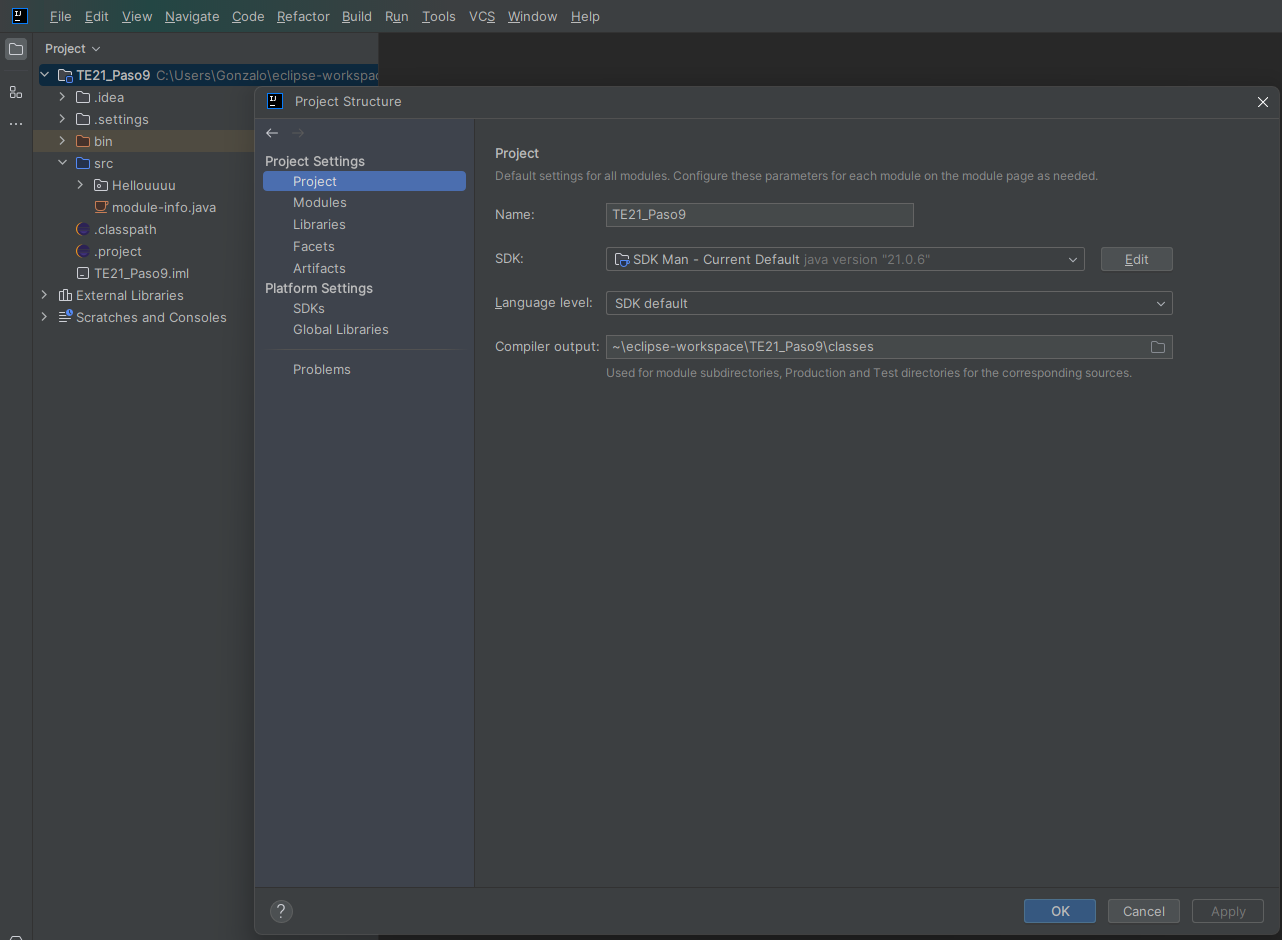 File Edit View Navigate Code Refactor Build Run Tools VCS Window Help
Project
TE21_Paso9 C:\Users\Gonzalo\eclipse-workspac
.idea
.settings
bin
src
Hellouuuu
module-info.java
.classpath
.project
TE21_Paso9.iml
External Libraries
Scratches and Consoles
Project Structure
Project Settings
Project
Modules
Libraries
Facets
Artifacts
Platform Settings
SDKs
Global Libraries
Problems
Project
Default settings for all modules. Configure these parameters for each module on the module page as needed.
Name: TE21_Paso9
SDK: SDK Man - Current Default java version "21.0.6" Edit
Language level: SDK default
Compiler output: ~\eclipse-workspace\TE21_Paso9\classes
Used for module subdirectories, Production and Test directories for the corresponding sources.
? OK Cancel Apply